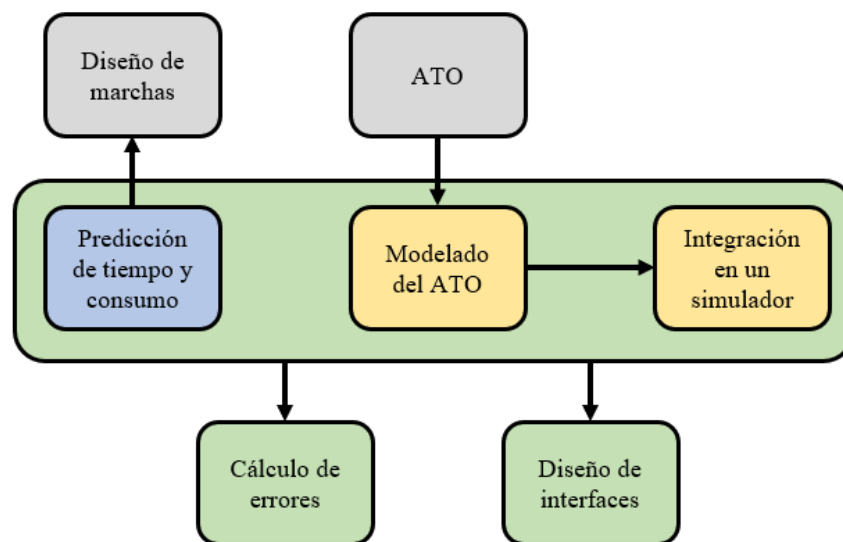 Diseño de
marchas
ATO
Predicción
de tiempo y
consumo
Modelado
del ATO
Integración
en un
simulador
Cálculo de
errores
Diseño de
interfaces